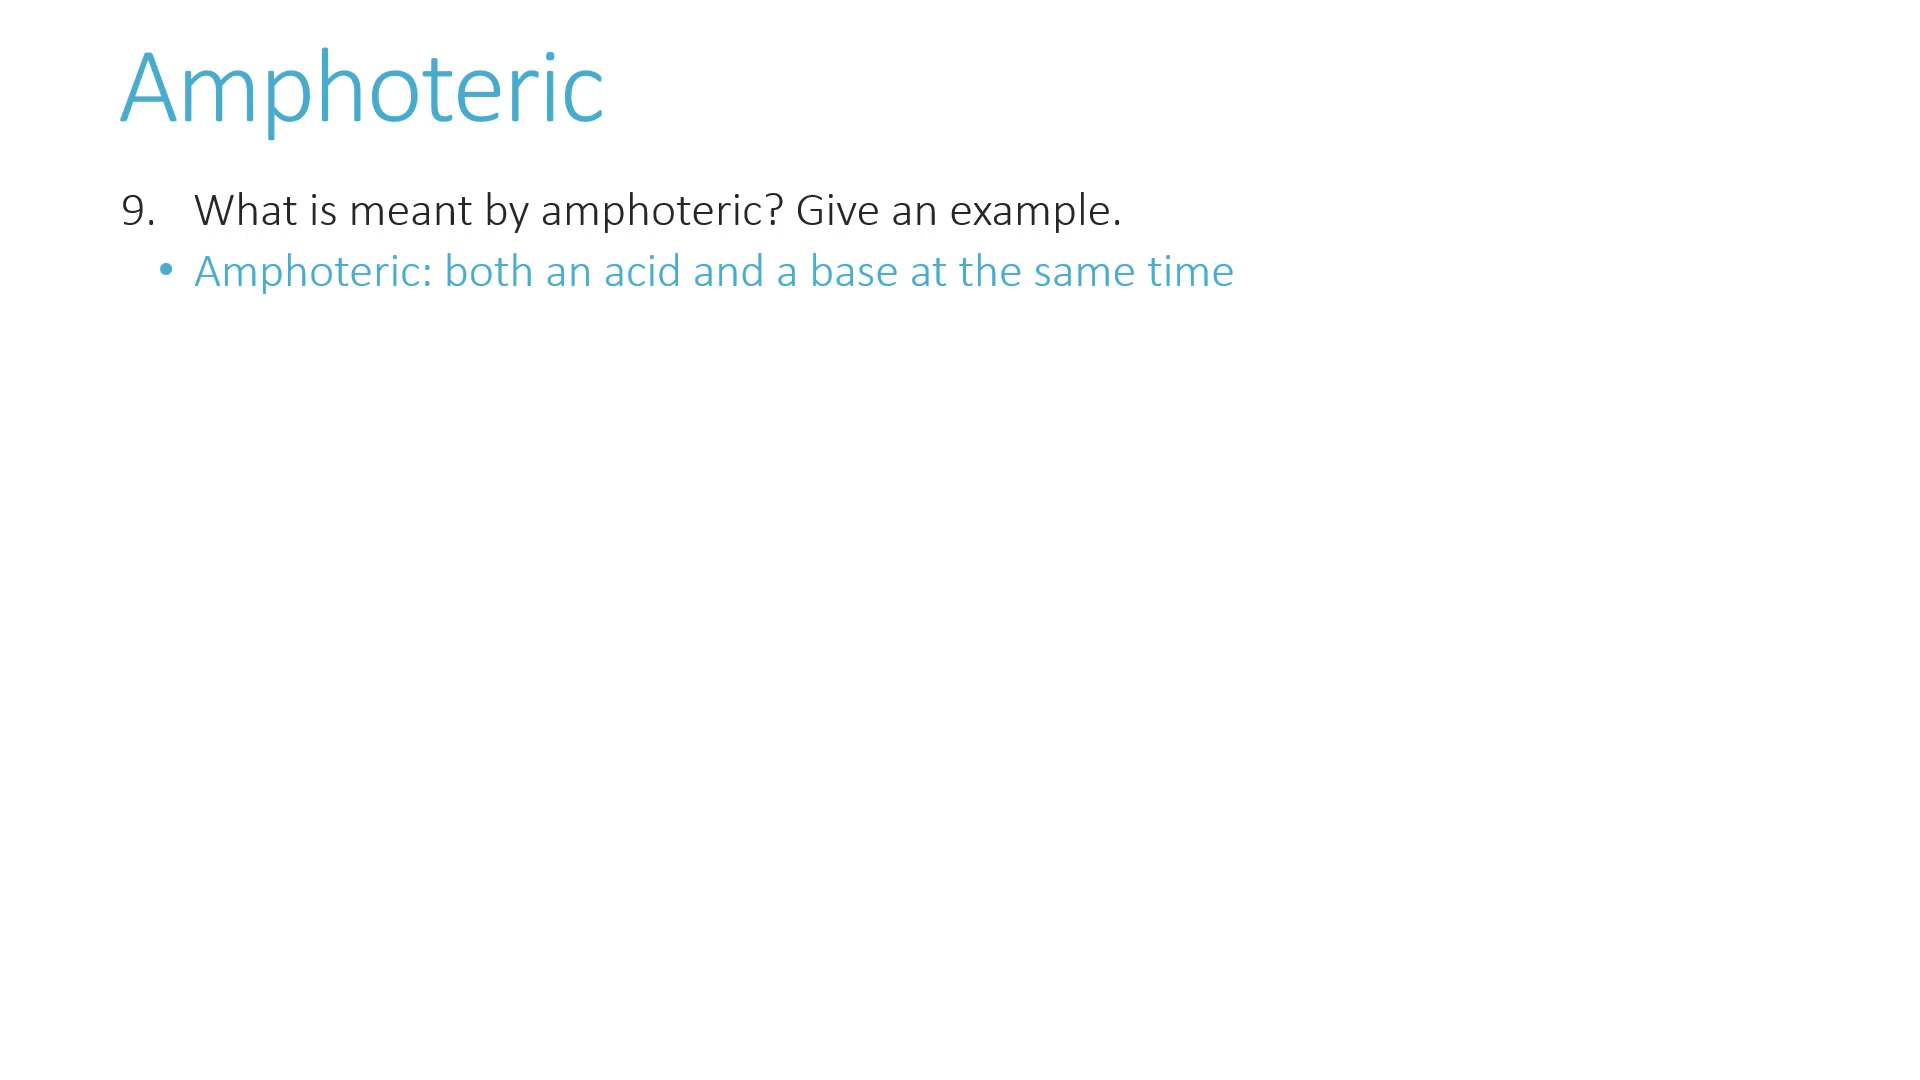 Amphoteric
9. What is meant by amphoteric? Give an example.
• Amphoteric: both an acid and a base at the same time